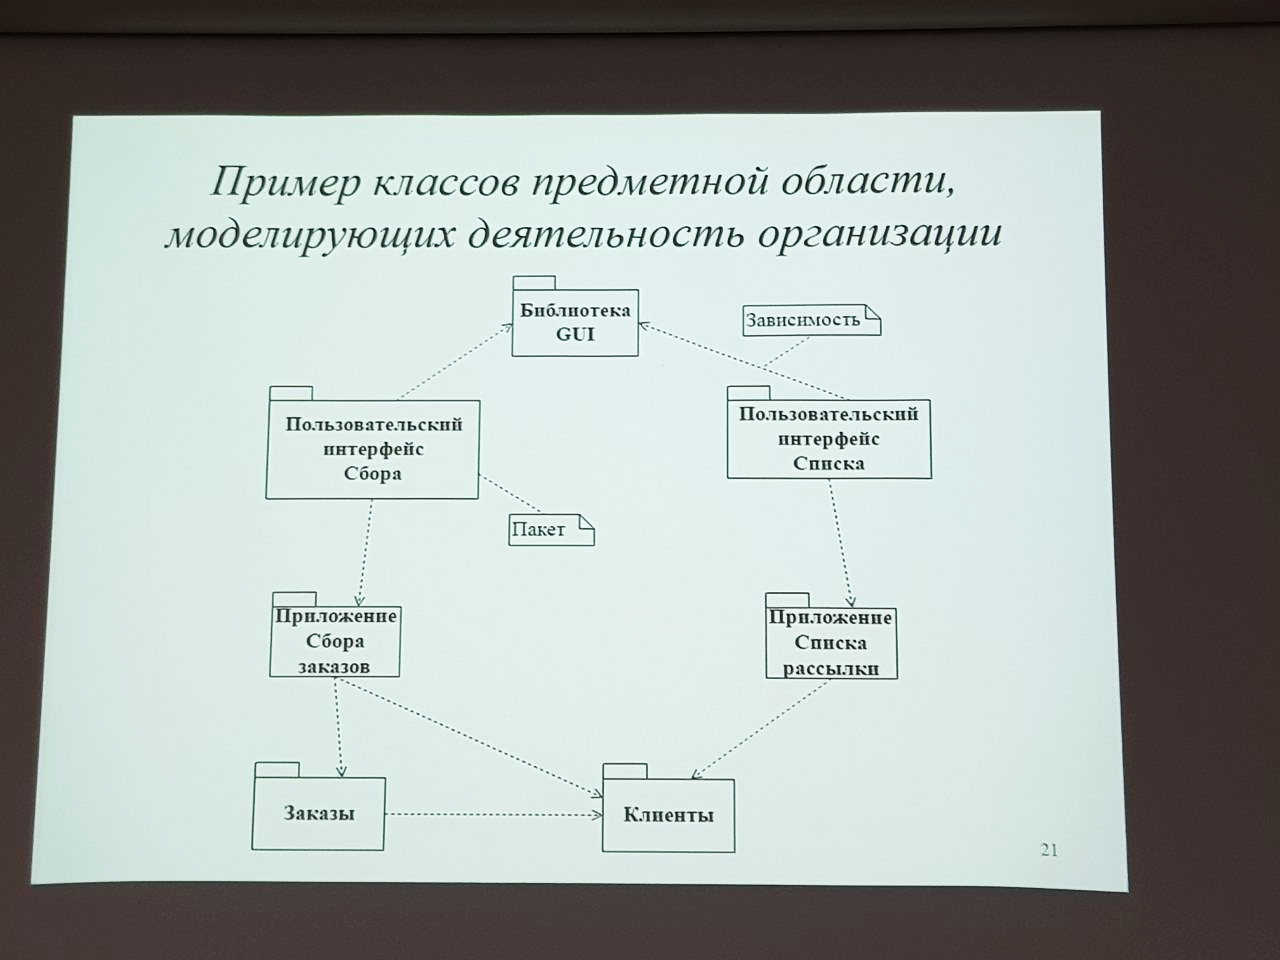 Пример классов предметной области,
моделирующих деятельность организации
Библиотека
GUI
Зависимость
Пользовательский
интерфейс
Сбора
Пользовательский
интерфейс
Списка
Пакет
Приложение
Сбора
заказов
Приложение
Списка
рассылки
Заказы
Клиенты
21